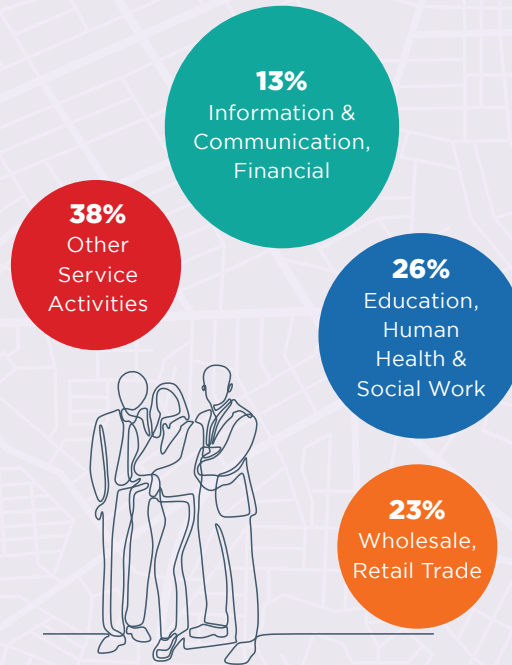 13%
Information &
Communication,
Financial
38%
Other
Service
Activities
26%
Education,
Human
Health &
Social Work
23%
Wholesale,
Retail Trade